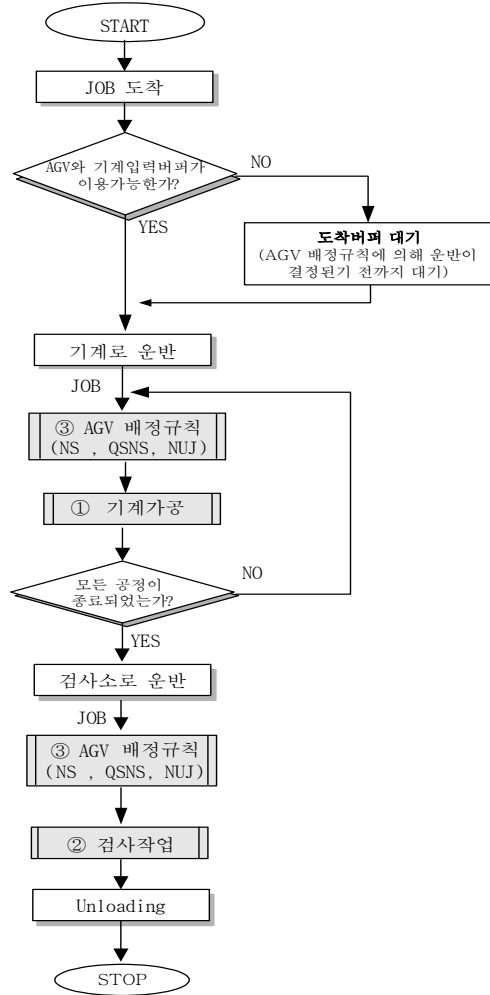 START
JOB 도착
AGV와 기계입력버퍼가
이용가능한가?
NO
YES
도착버퍼 대기
(AGV 배정규칙에 의해 운반이
결정된기 전까지 대기)
기계로 운반
JOB
③ AGV 배정규칙
(NS , QSNS, NUJ)
① 기계가공
모든 공정이
종료되었는가?
NO
YES
검사소로 운반
JOB
③ AGV 배정규칙
(NS , QSNS, NUJ)
② 검사작업
Unloading
STOP